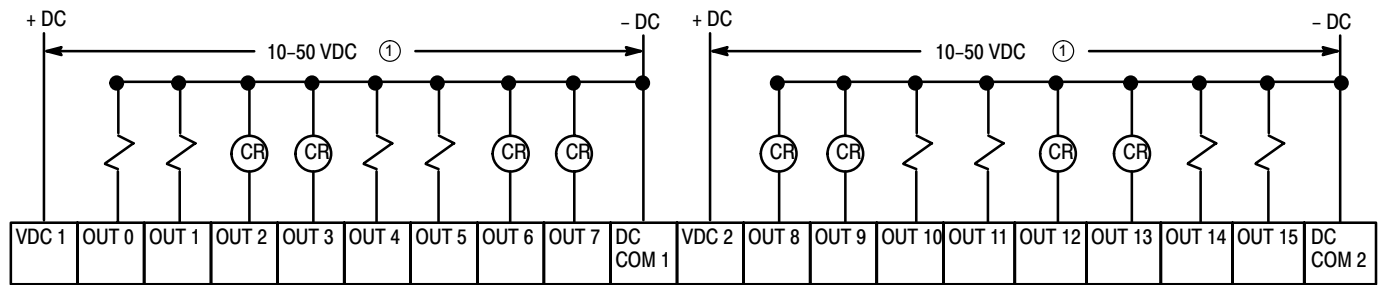 + DC – DC + DC – DC
10–50 VDC ① 10–50 VDC ①
CR CR CR CR CR CR CR CR
VDC 1 OUT 0 OUT 1 OUT 2 OUT 3 OUT 4 OUT 5 OUT 6 OUT 7 DC COM 1 VDC 2 OUT 8 OUT 9 OUT 10 OUT 11 OUT 12 OUT 13 OUT 14 OUT 15 DC COM 2